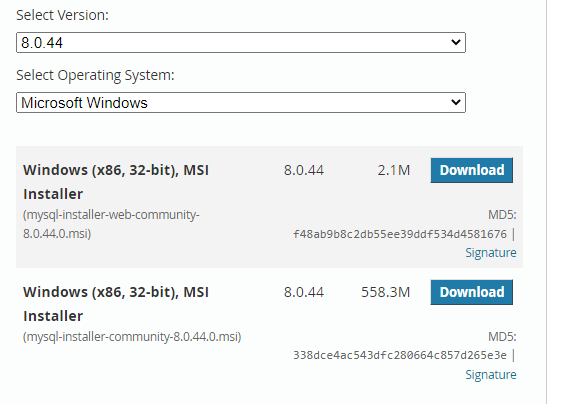 Select Version:
8.0.44
Select Operating System:
Microsoft Windows
Windows (x86, 32-bit), MSI Installer 8.0.44 2.1M Download
(mysql-installer-web-community-8.0.44.0.msi) MD5: f48ab9b8c2db55ee39ddf534d4581676 | Signature
Windows (x86, 32-bit), MSI Installer 8.0.44 558.3M Download
(mysql-installer-community-8.0.44.0.msi) MD5: 338dce4ac543dfc280664c857d265e3e | Signature